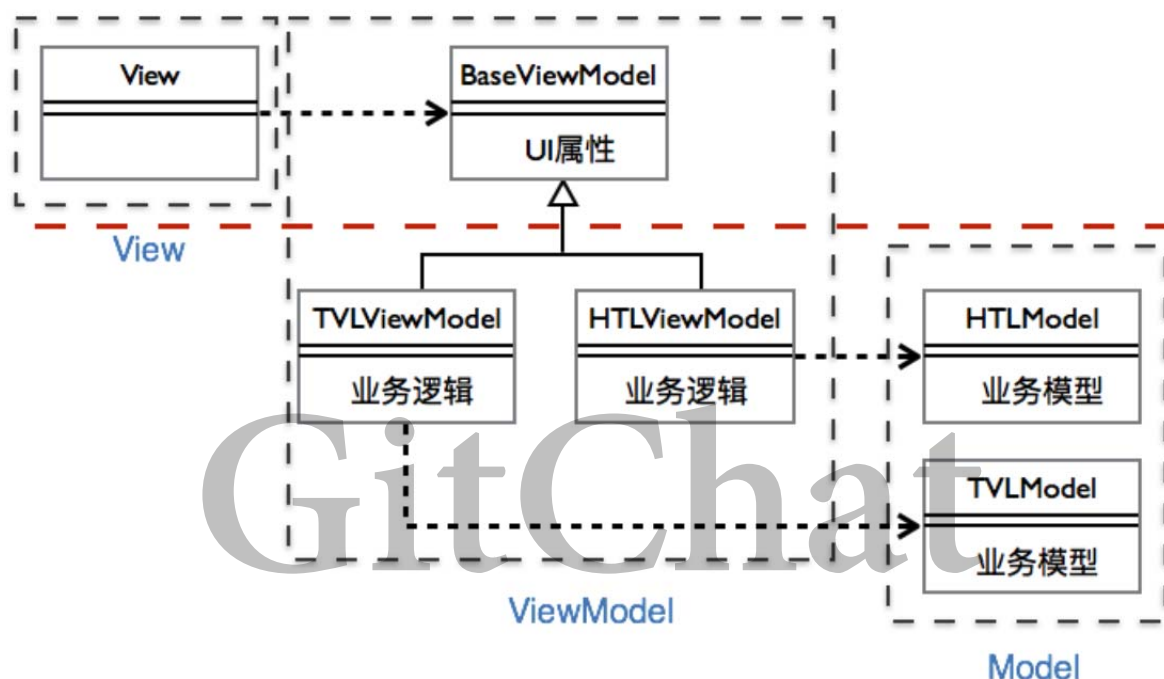 View
BaseViewModel
UI属性
View
TVLViewModel
HTLViewModel
HTLModel
业务逻辑
业务逻辑
业务模型
GitChat
TVLModel
业务模型
ViewModel
Model